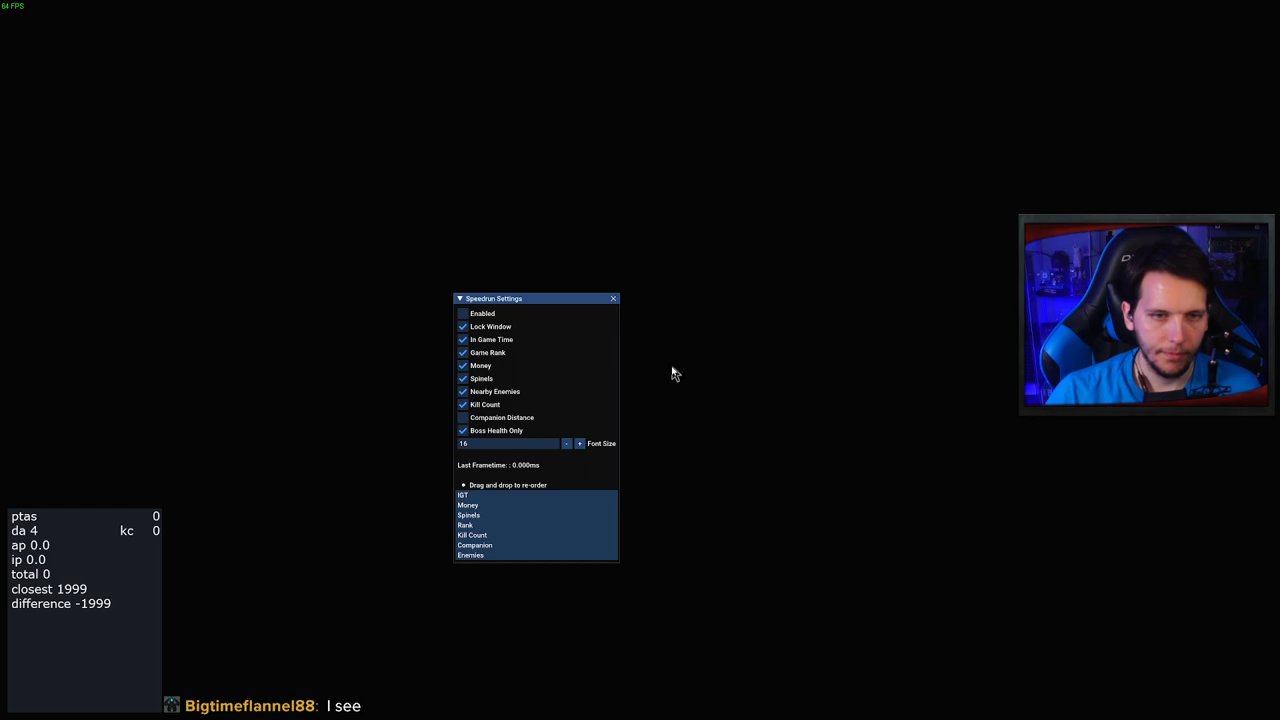 64 FPS
Speedrun Settings
Enabled
Lock Window
In Game Time
Game Rank
Money
Spinels
Nearby Enemies
Kill Count
Companion Distance
Boss Health Only
16 - + Font Size
Last Frametime: : 0.000ms
Drag and drop to re-order
IGT
Money
Spinels
Rank
Kill Count
Companion
Enemies
ptas 0
da 4 kc 0
ap 0.0
ip 0.0
total 0
closest 1999
difference -1999
Bigtimeflannel88: I see